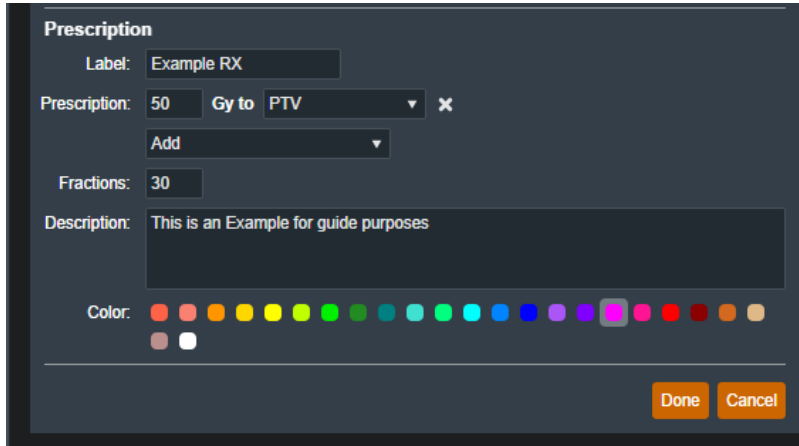 Prescription
Label: Example RX
Prescription: 50 Gy to PTV
Add
Fractions: 30
Description: This is an Example for guide purposes
Color:
Done Cancel